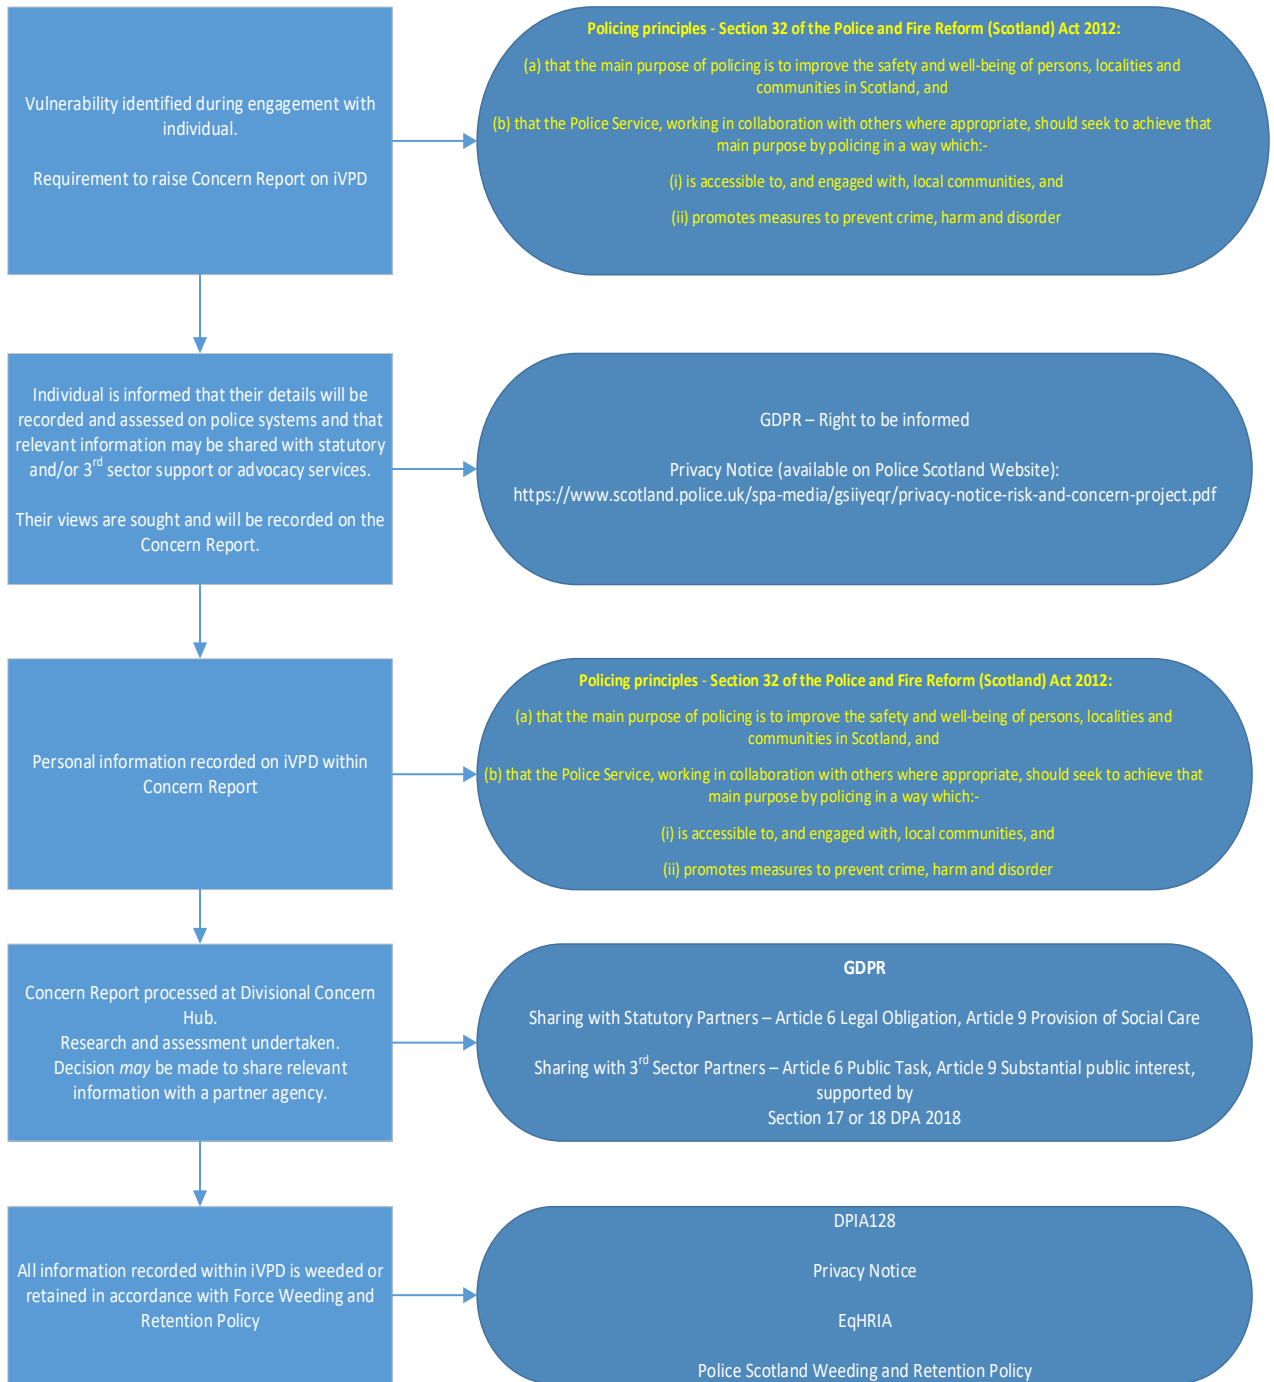 Vulnerability identified during engagement with
individual.
Requirement to raise Concern Report on iVPD
Policing principles - Section 32 of the Police and Fire Reform (Scotland) Act 2012:
(a) that the main purpose of policing is to improve the safety and well-being of persons, localities and
communities in Scotland, and
(b) that the Police Service, working in collaboration with others where appropriate, should seek to achieve that
main purpose by policing in a way which:-
(i) is accessible to, and engaged with, local communities, and
(ii) promotes measures to prevent crime, harm and disorder
Individual is informed that their details will be
recorded and assessed on police systems and that
relevant information may be shared with statutory
and/or 3rd sector support or advocacy services.
Their views are sought and will be recorded on the
Concern Report.
GDPR – Right to be informed
Privacy Notice (available on Police Scotland Website):
https://www.scotland.police.uk/spa-media/gsiiyeqr/privacy-notice-risk-and-concern-project.pdf
Personal information recorded on iVPD within
Concern Report
Policing principles - Section 32 of the Police and Fire Reform (Scotland) Act 2012:
(a) that the main purpose of policing is to improve the safety and well-being of persons, localities and
communities in Scotland, and
(b) that the Police Service, working in collaboration with others where appropriate, should seek to achieve that
main purpose by policing in a way which:-
(i) is accessible to, and engaged with, local communities, and
(ii) promotes measures to prevent crime, harm and disorder
Concern Report processed at Divisional Concern
Hub.
Research and assessment undertaken.
Decision may be made to share relevant
information with a partner agency.
GDPR
Sharing with Statutory Partners – Article 6 Legal Obligation, Article 9 Provision of Social Care
Sharing with 3rd Sector Partners – Article 6 Public Task, Article 9 Substantial public interest,
supported by
Section 17 or 18 DPA 2018
All information recorded within iVPD is weeded or
retained in accordance with Force Weeding and
Retention Policy
DPIA128
Privacy Notice
EqHRIA
Police Scotland Weeding and Retention Policy